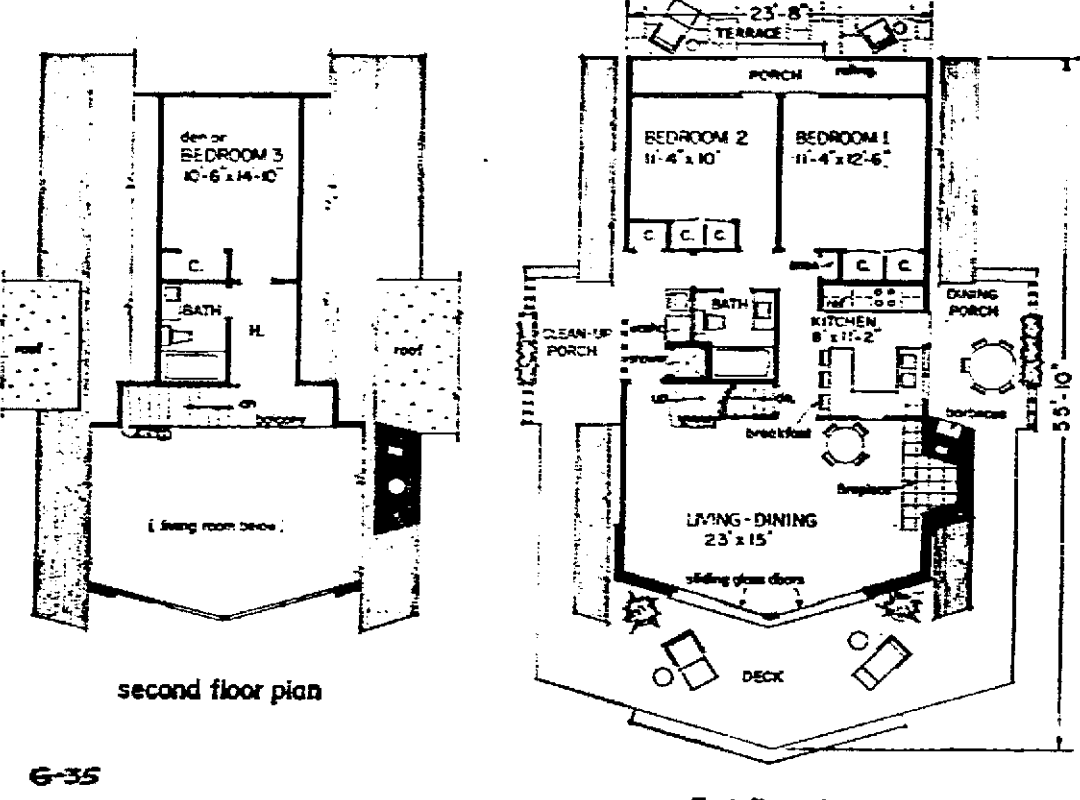 den or
BEDROOM 3
10'-6" x 14'-10"
C.
BATH
H.
roof
roof
dn
balcony
( living room below )
second floor plan
G-35
23'-8"
TERRACE
PORCH
railing
BEDROOM 2
11'-4" x 10'
BEDROOM 1
11'-4" x 12'-6"
C.
C.
C.
C.
C.
BATH
ref
KITCHEN
8' x 11'-2"
DINING
PORCH
CLEAN-UP
PORCH
shower
up
dn.
breakfast
barbecue
fireplace
LIVING - DINING
23' x 15'
sliding glass doors
DECK
55'-10"